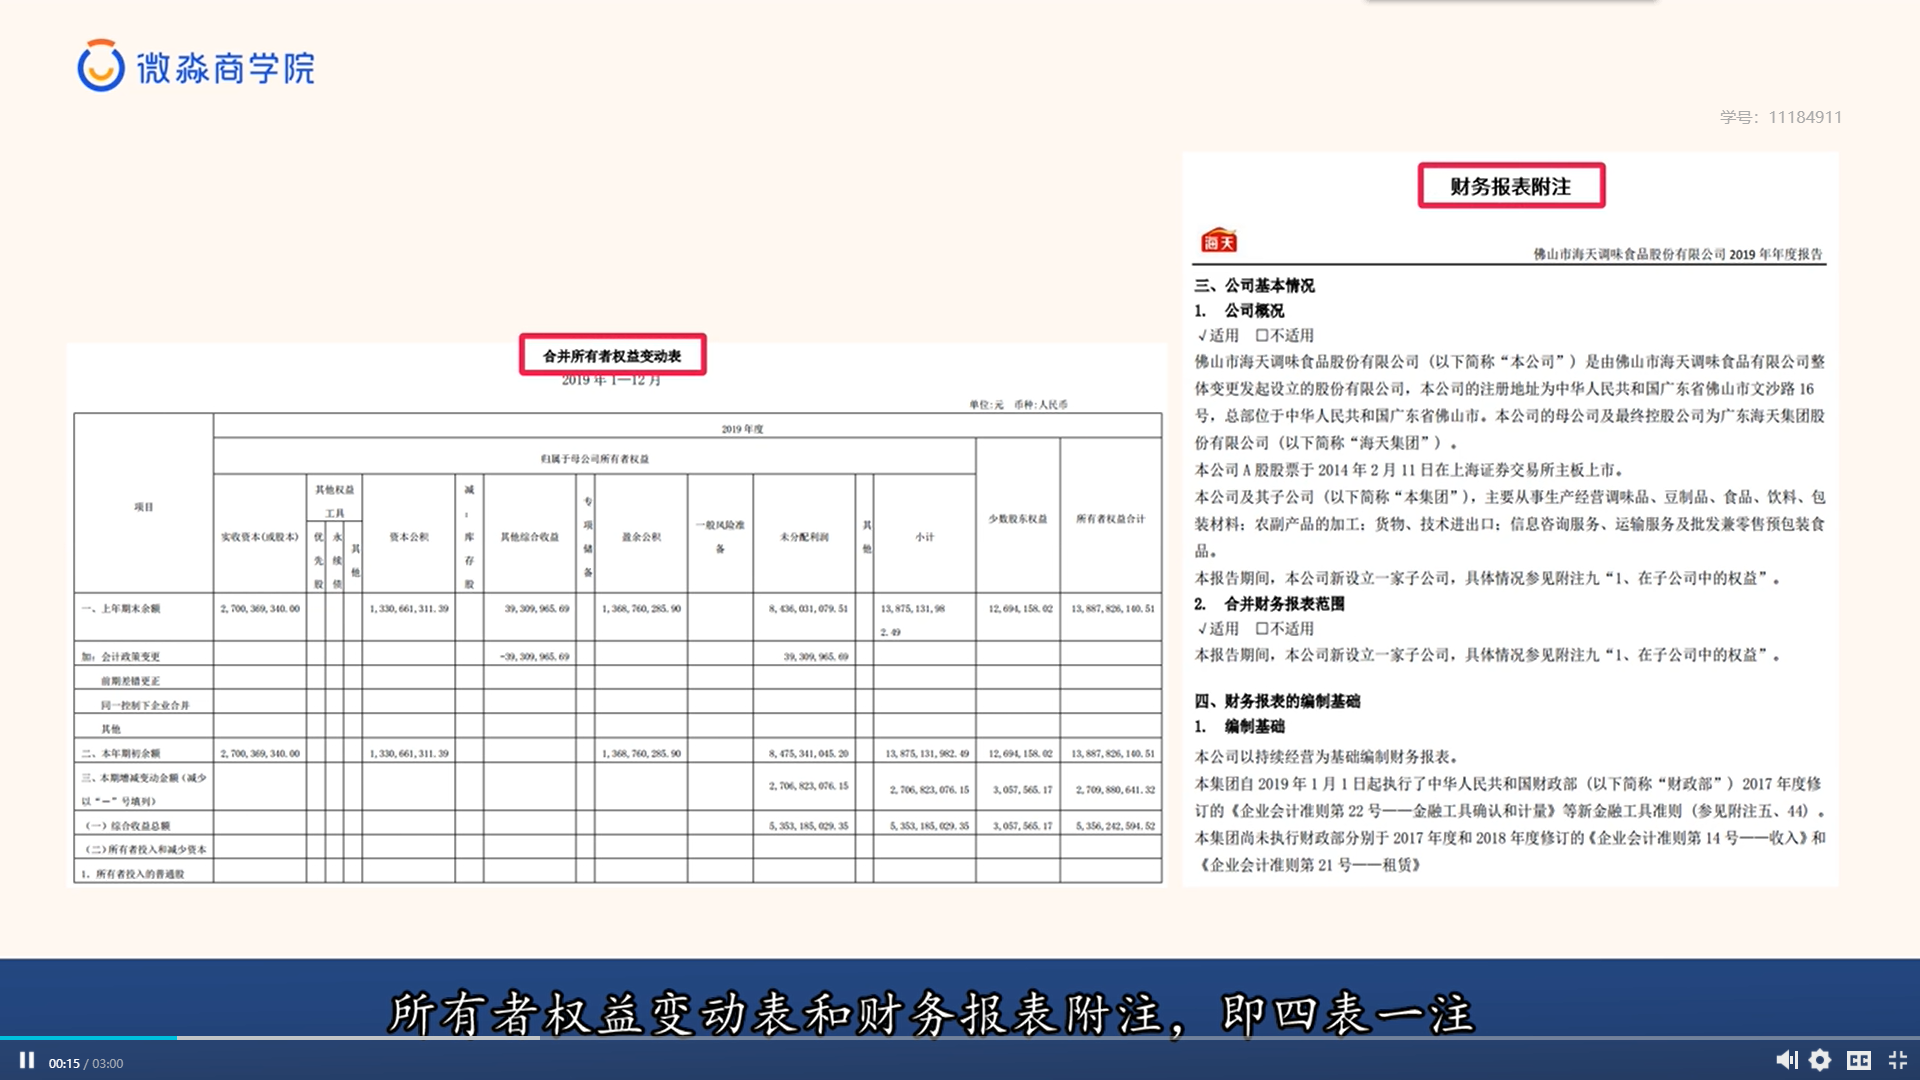 微淼商学院
学号：11184911
合并所有者权益变动表
2019 年 1—12 月
单位:元 币种:人民币
项目
2019 年度
归属于母公司所有者权益
少数股东权益
所有者权益合计
实收资本(或股本)
其他权益工具
优先股
永续债
其他
资本公积
减：库存股
其他综合收益
专项储备
盈余公积
一般风险准备
未分配利润
其他
小计
一、上年期末余额 2,700,369,340.00 1,330,661,311.39 39,309,965.69 1,368,760,285.90 8,436,031,079.51 13,875,131,982.49 12,694,158.02 13,887,826,140.51
加：会计政策变更 -39,309,965.69 39,309,965.69
前期差错更正
同一控制下企业合并
其他
二、本年期初余额 2,700,369,340.00 1,330,661,311.39 1,368,760,285.90 8,475,341,045.20 13,875,131,982.49 12,694,158.02 13,887,826,140.51
三、本期增减变动金额（减少以“－”号填列） 2,706,823,076.15 2,706,823,076.15 3,057,565.17 2,709,880,641.32
（一）综合收益总额 5,353,185,029.35 5,353,185,029.35 3,057,565.17 5,356,242,594.52
（二）所有者投入和减少资本
1．所有者投入的普通股
财务报表附注
海天
佛山市海天调味食品股份有限公司 2019 年年度报告
三、公司基本情况
1. 公司概况
√适用 □不适用
佛山市海天调味食品股份有限公司（以下简称“本公司”）是由佛山市海天调味食品有限公司整
体变更发起设立的股份有限公司，本公司的注册地址为中华人民共和国广东省佛山市文沙路 16
号，总部位于中华人民共和国广东省佛山市。本公司的母公司及最终控股公司为广东海天集团股
份有限公司（以下简称“海天集团”）。
本公司 A 股股票于 2014 年 2 月 11 日在上海证券交易所主板上市。
本公司及其子公司（以下简称“本集团”），主要从事生产经营调味品、豆制品、食品、饮料、包
装材料；农副产品的加工；货物、技术进出口；信息咨询服务、运输服务及批发兼零售预包装食
品。
本报告期间，本公司新设立一家子公司，具体情况参见附注九“1、在子公司中的权益”。
2. 合并财务报表范围
√适用 □不适用
本报告期间，本公司新设立一家子公司，具体情况参见附注九“1、在子公司中的权益”。
四、财务报表的编制基础
1. 编制基础
本公司以持续经营为基础编制财务报表。
本集团自 2019 年 1 月 1 日起执行了中华人民共和国财政部（以下简称“财政部”）2017 年度修
订的《企业会计准则第 22 号——金融工具确认和计量》等新金融工具准则（参见附注五、44）。
本集团尚未执行财政部分别于 2017 年度和 2018 年度修订的《企业会计准则第 14 号——收入》和
《企业会计准则第 21 号——租赁》
所有者权益变动表和财务报表附注，即四表一注
00:15 / 03:00
CC